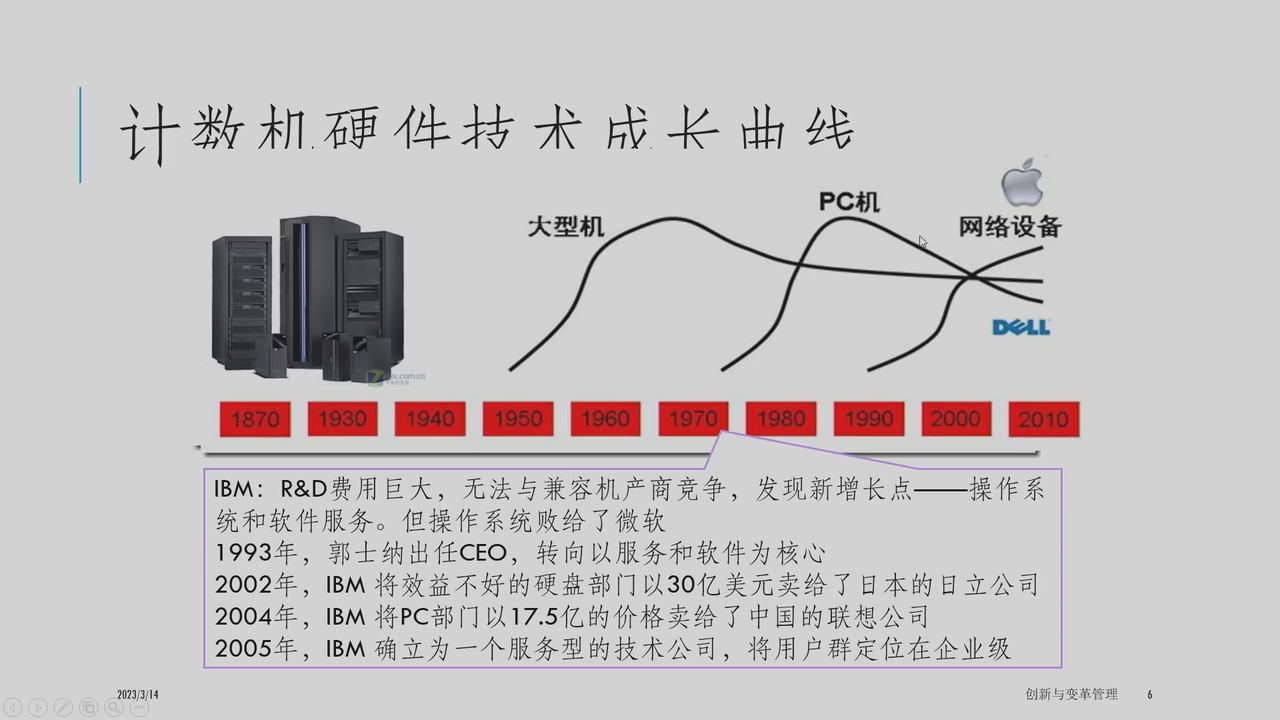 计数机硬件技术成长曲线
PC机
大型机
网络设备
DELL
1870 1930 1940 1950 1960 1970 1980 1990 2000 2010
IBM：R&D费用巨大，无法与兼容机产商竞争，发现新增长点——操作系
统和软件服务。但操作系统败给了微软
1993年，郭士纳出任CEO，转向以服务和软件为核心
2002年，IBM 将效益不好的硬盘部门以30亿美元卖给了日本的日立公司
2004年，IBM 将PC部门以17.5亿的价格卖给了中国的联想公司
2005年，IBM 确立为一个服务型的技术公司，将用户群定位在企业级
2023/3/14
创新与变革管理 6